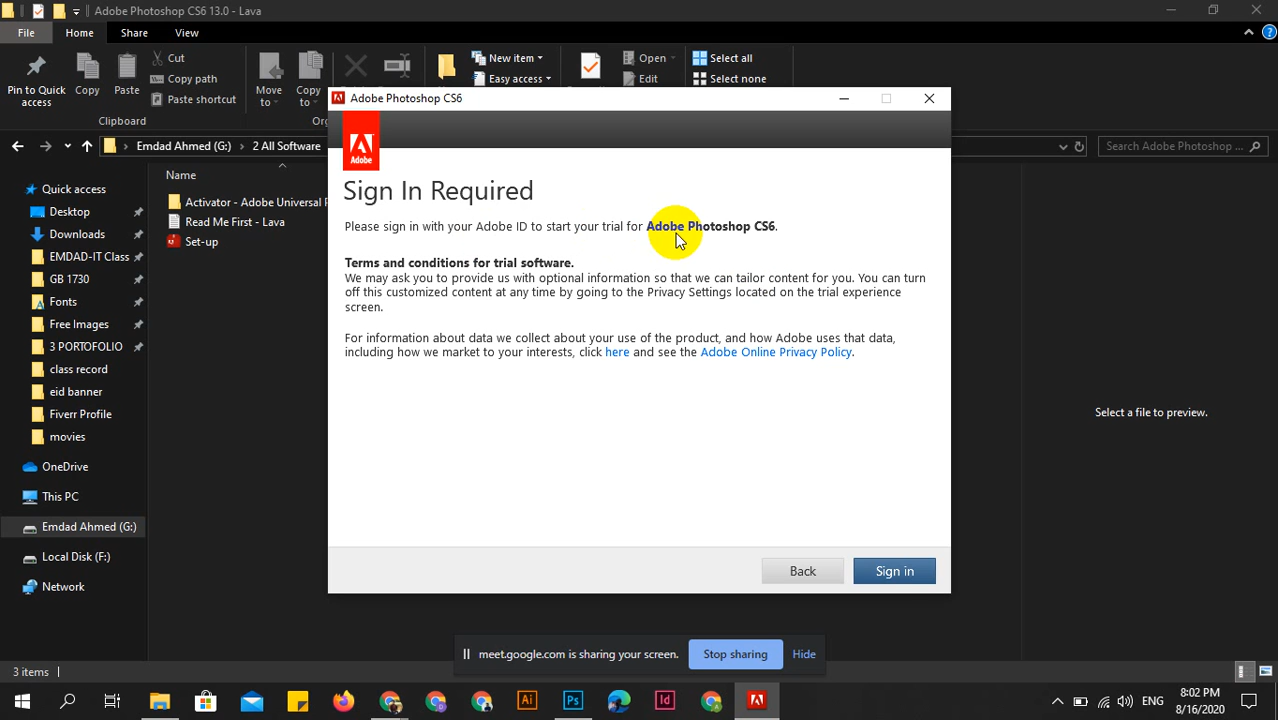 Adobe Photoshop CS6 13.0 - Lava
File
Home
Share
View
Pin to Quick access
Copy
Paste
Cut
Copy path
Paste shortcut
Clipboard
Move to
Copy to
New item
Easy access
Open
Edit
Select all
Select none
Emdad Ahmed (G:)
2 All Software
Search Adobe Photoshop ...
Quick access
Desktop
Downloads
EMDAD-IT Class
GB 1730
Fonts
Free Images
3 PORTOFOLIO
class record
eid banner
Fiverr Profile
movies
OneDrive
This PC
Emdad Ahmed (G:)
Local Disk (F:)
Network
Name
Activator - Adobe Universal
Read Me First - Lava
Set-up
Adobe Photoshop CS6
Adobe
Sign In Required
Please sign in with your Adobe ID to start your trial for Adobe Photoshop CS6.
Terms and conditions for trial software.
We may ask you to provide us with optional information so that we can tailor content for you. You can turn
off this customized content at any time by going to the Privacy Settings located on the trial experience
screen.
For information about data we collect about your use of the product, and how Adobe uses that data,
including how we market to your interests, click here and see the Adobe Online Privacy Policy.
Back
Sign in
Select a file to preview.
meet.google.com is sharing your screen.
Stop sharing
Hide
3 items
Ai
Ps
Id
ENG
8:02 PM
8/16/2020